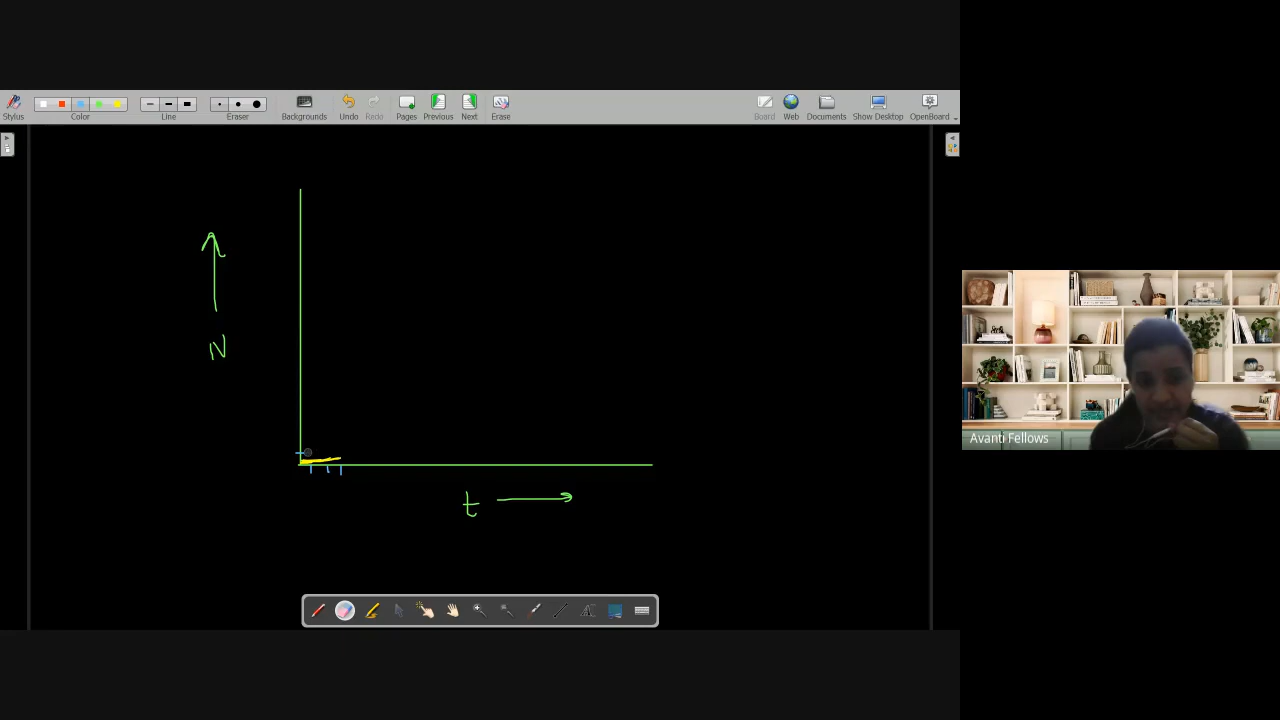 Stylus Color Line Eraser Backgrounds Undo Redo Pages Previous Next Erase Board Web Documents Show Desktop OpenBoard
N
t
Avanti Fellows